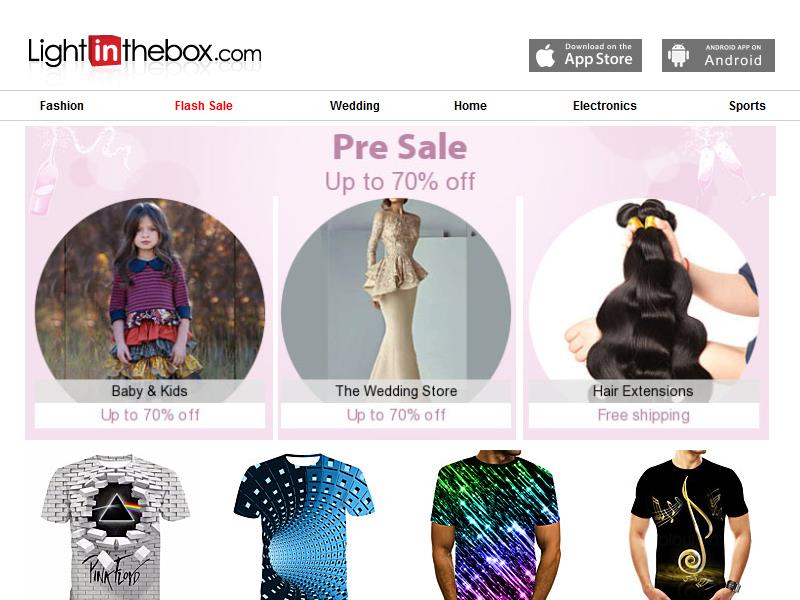 Lightinthebox.com
Download on the
App Store
ANDROID APP ON
Android
Fashion
Flash Sale
Wedding
Home
Electronics
Sports
Pre Sale
Up to 70% off
Baby & Kids
Up to 70% off
The Wedding Store
Up to 70% off
Hair Extensions
Free shipping
PINK FLOYD